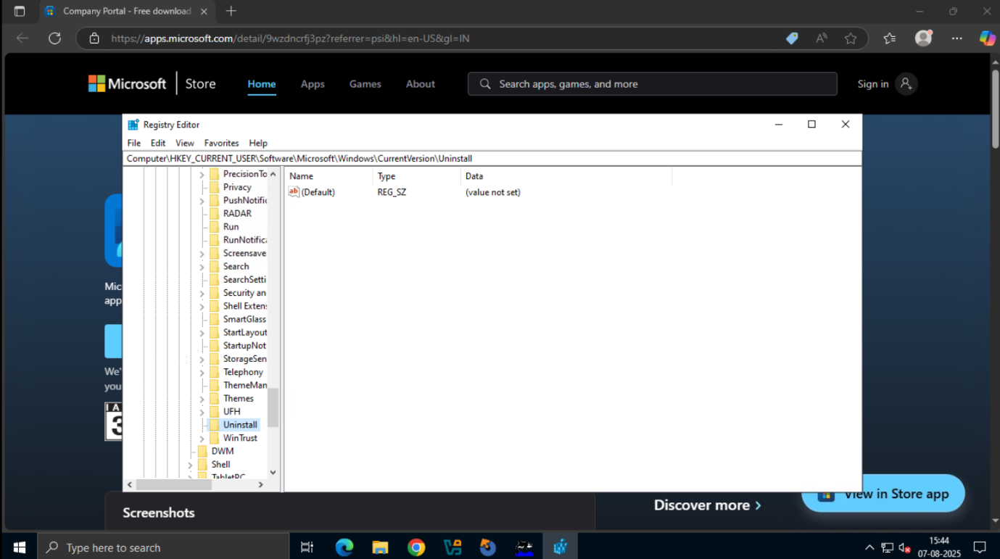 Company Portal - Free download
https://apps.microsoft.com/detail/9wzdncrfj3pz?referrer=psi&hl=en-US&gl=IN
Microsoft Store Home Apps Games About Search apps, games, and more Sign in
Registry Editor
File Edit View Favorites Help
Computer\HKEY_CURRENT_USER\Software\Microsoft\Windows\CurrentVersion\Uninstall
Name Type Data
(Default) REG_SZ (value not set)
PrecisionTo
Privacy
PushNotific
RADAR
Run
RunNotifica
Screensave
Search
SearchSetti
Security an
Shell Extens
SmartGlass
StartLayout
StartupNot
StorageSen
Telephony
ThemeMan
Themes
UFH
Uninstall
WinTrust
DWM
Shell
TabletPC
Mic
app
We'
you
IA
3
Screenshots
Discover more
View in Store app
Type here to search
15:44
07-08-2025